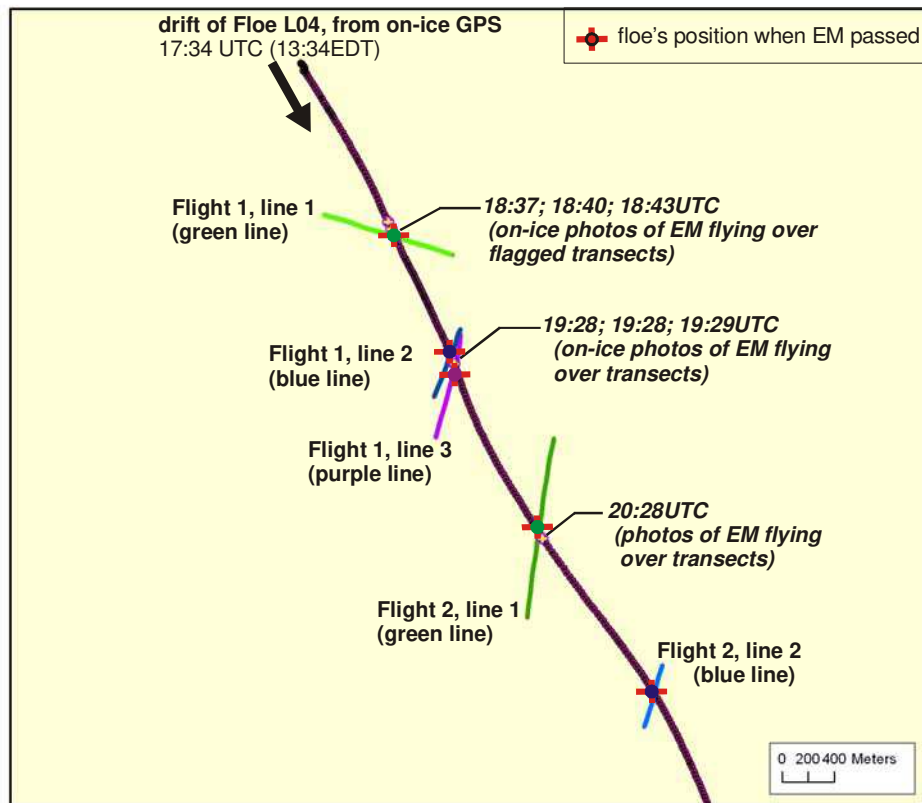 drift of Floe L04, from on-ice GPS
17:34 UTC (13:34EDT)
floe's position when EM passed
Flight 1, line 1
(green line)
18:37; 18:40; 18:43UTC
(on-ice photos of EM flying over
flagged transects)
19:28; 19:28; 19:29UTC
(on-ice photos of EM flying
over transects)
Flight 1, line 2
(blue line)
Flight 1, line 3
(purple line)
20:28UTC
(photos of EM flying
over transects)
Flight 2, line 1
(green line)
Flight 2, line 2
(blue line)
0 200 400 Meters